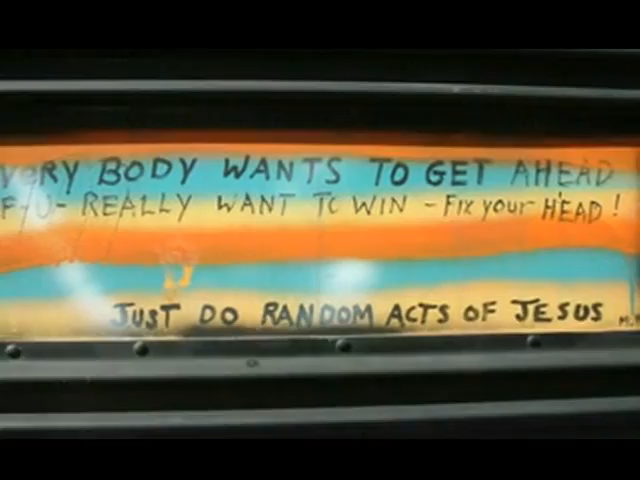 VERY BODY WANTS TO GET AHEAD
F-U- REALLY WANT TO WIN - Fix your HEAD!
JUST DO RANDOM ACTS OF JESUS